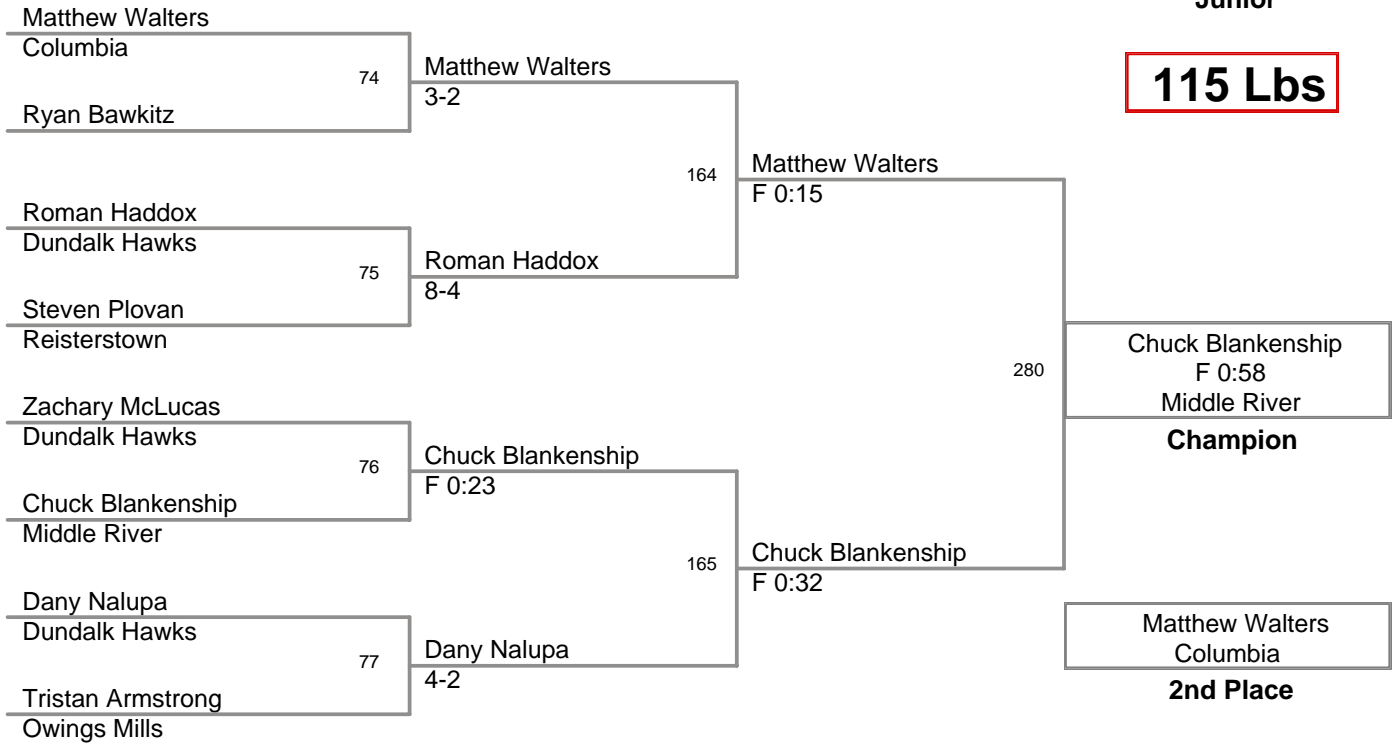 Junior
115 Lbs
Matthew Walters
Columbia
74
Ryan Bawkitz
Roman Haddox
Dundalk Hawks
75
Steven Plovan
Reisterstown
Zachary McLucas
Dundalk Hawks
76
Chuck Blankenship
Middle River
Dany Nalupa
Dundalk Hawks
77
Tristan Armstrong
Owings Mills
Matthew Walters
3-2
164
Roman Haddox
8-4
Chuck Blankenship
F 0:23
165
Dany Nalupa
4-2
Matthew Walters
F 0:15
280
Chuck Blankenship
F 0:32
Chuck Blankenship
F 0:58
Middle River
Champion
Matthew Walters
Columbia
2nd Place